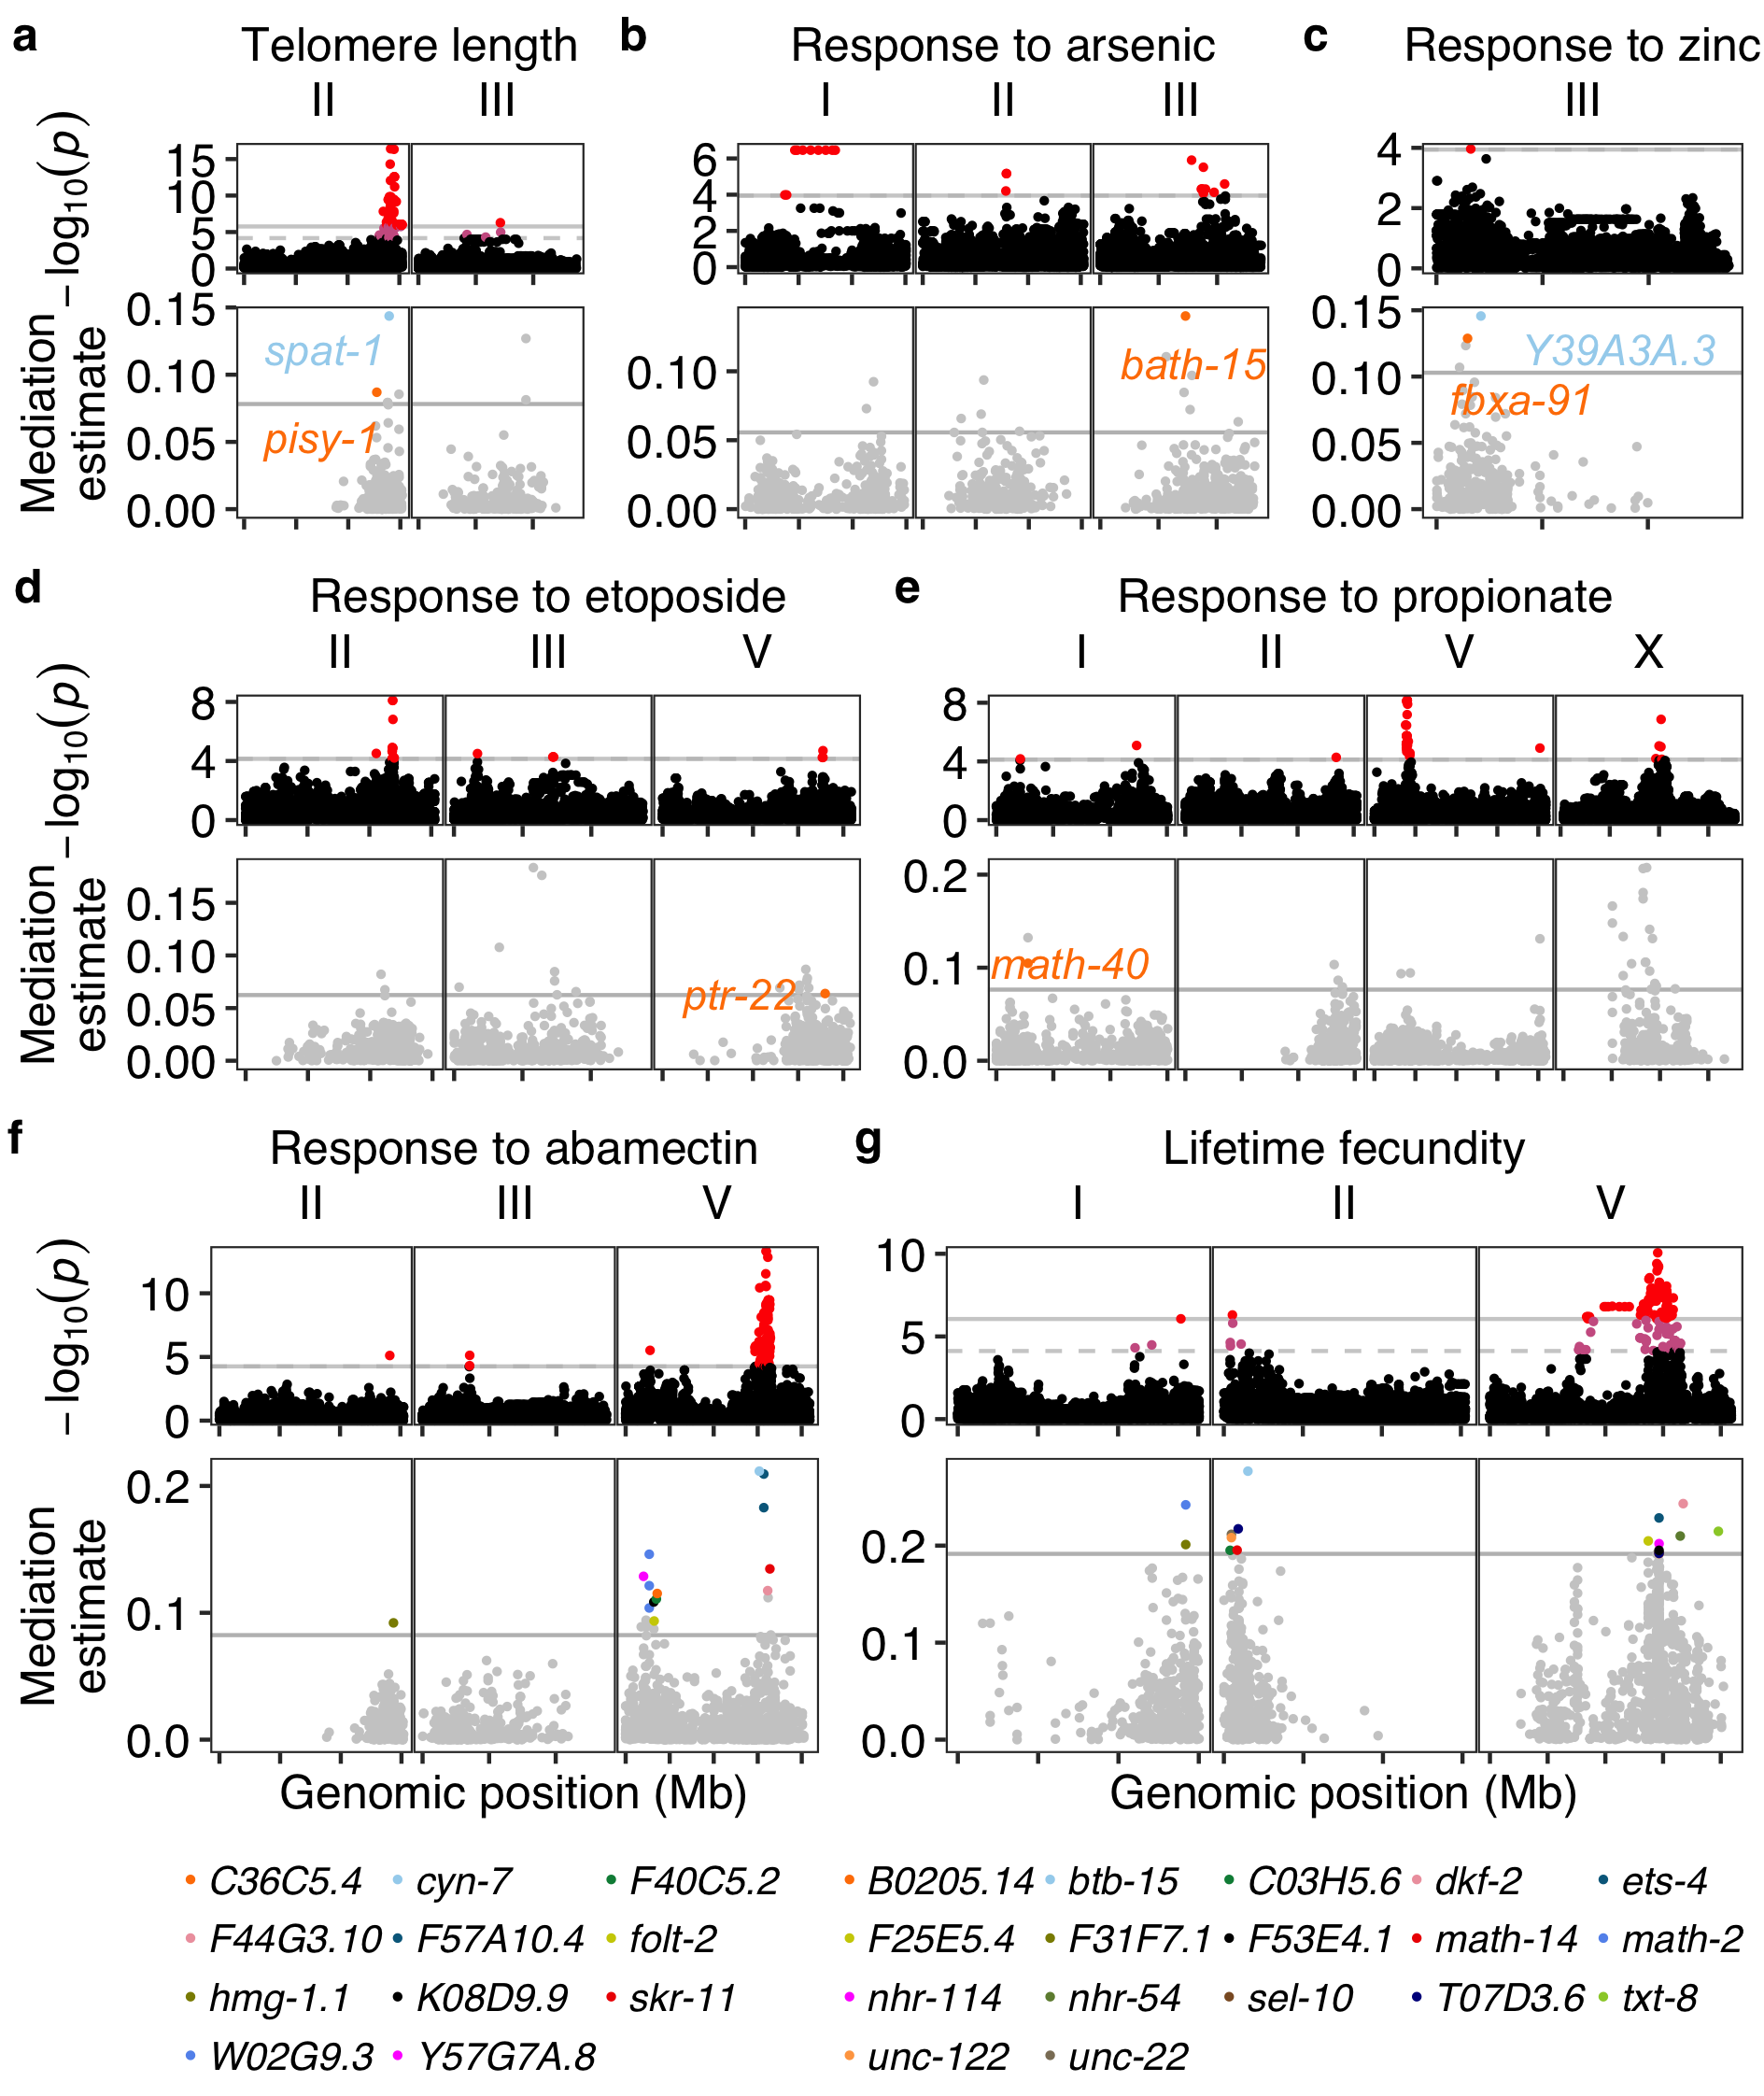 a Telomere length b Response to arsenic c Response to zinc
II III I II III III
−log10(p) 15 10 5 0 6 4 2 0 4 2 0
Mediation estimate 0.15 0.10 0.05 0.00 0.10 0.05 0.00 0.15 0.10 0.05 0.00
spat-1 bath-15 Y39A3A.3
pisy-1 fbxa-91
d Response to etoposide e Response to propionate
II III V I II V X
−log10(p) 8 4 0 8 4 0
Mediation estimate 0.15 0.10 0.05 0.00 0.2 0.1 0.0
ptr-22 math-40
f Response to abamectin g Lifetime fecundity
II III V I II V
−log10(p) 10 5 0 10 5 0
Mediation estimate 0.2 0.1 0.0 0.2 0.1 0.0
Genomic position (Mb) Genomic position (Mb)
C36C5.4 cyn-7 F40C5.2 B0205.14 btb-15 C03H5.6 dkf-2 ets-4
F44G3.10 F57A10.4 folt-2 F25E5.4 F31F7.1 F53E4.1 math-14 math-2
hmg-1.1 K08D9.9 skr-11 nhr-114 nhr-54 sel-10 T07D3.6 txt-8
W02G9.3 Y57G7A.8 unc-122 unc-22